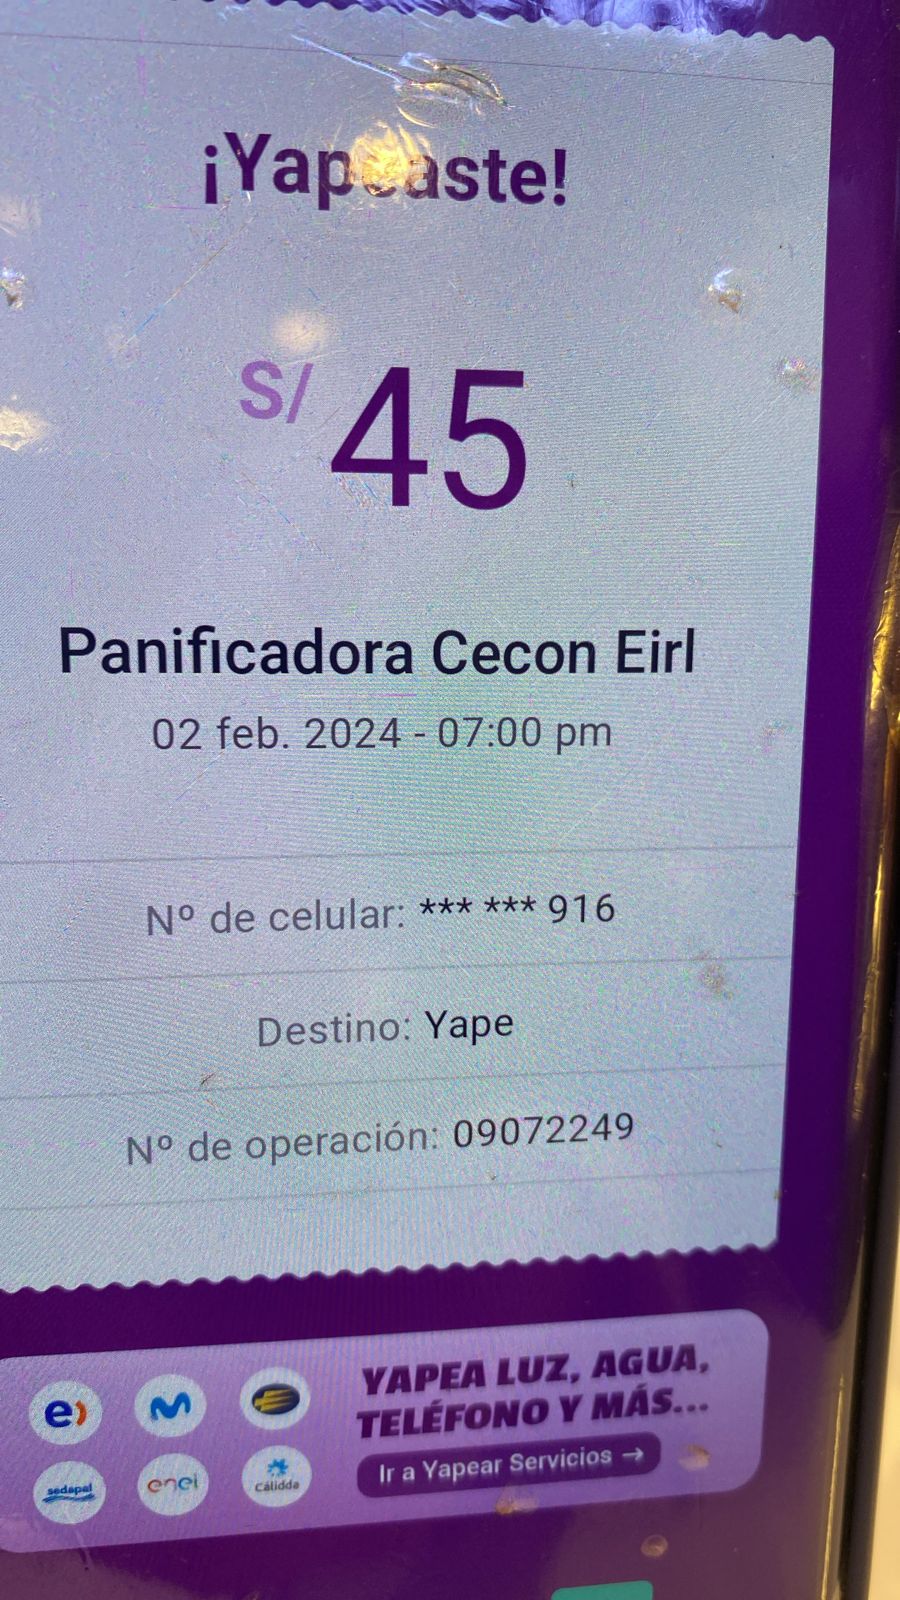 ¡Yapeaste!
S/ 45
Panificadora Cecon Eirl
02 feb. 2024 - 07:00 pm
Nº de celular: *** *** 916
Destino: Yape
Nº de operación: 09072249
YAPEA LUZ, AGUA,
TELÉFONO Y MÁS...
Ir a Yapear Servicios →
e)
sedapal
enel
cálidda